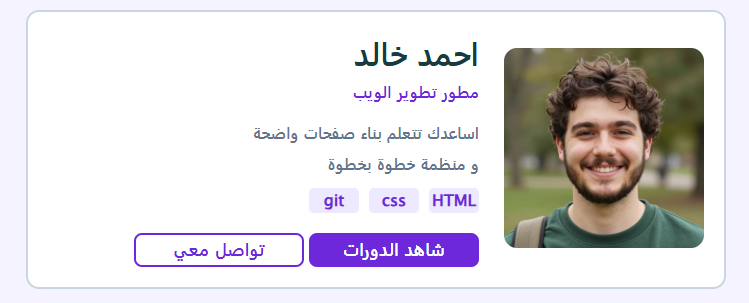 احمد خالد
مطور تطوير الويب
اساعدك تتعلم بناء صفحات واضحة
و منظمة خطوة بخطوة
HTML css git
شاهد الدورات تواصل معي